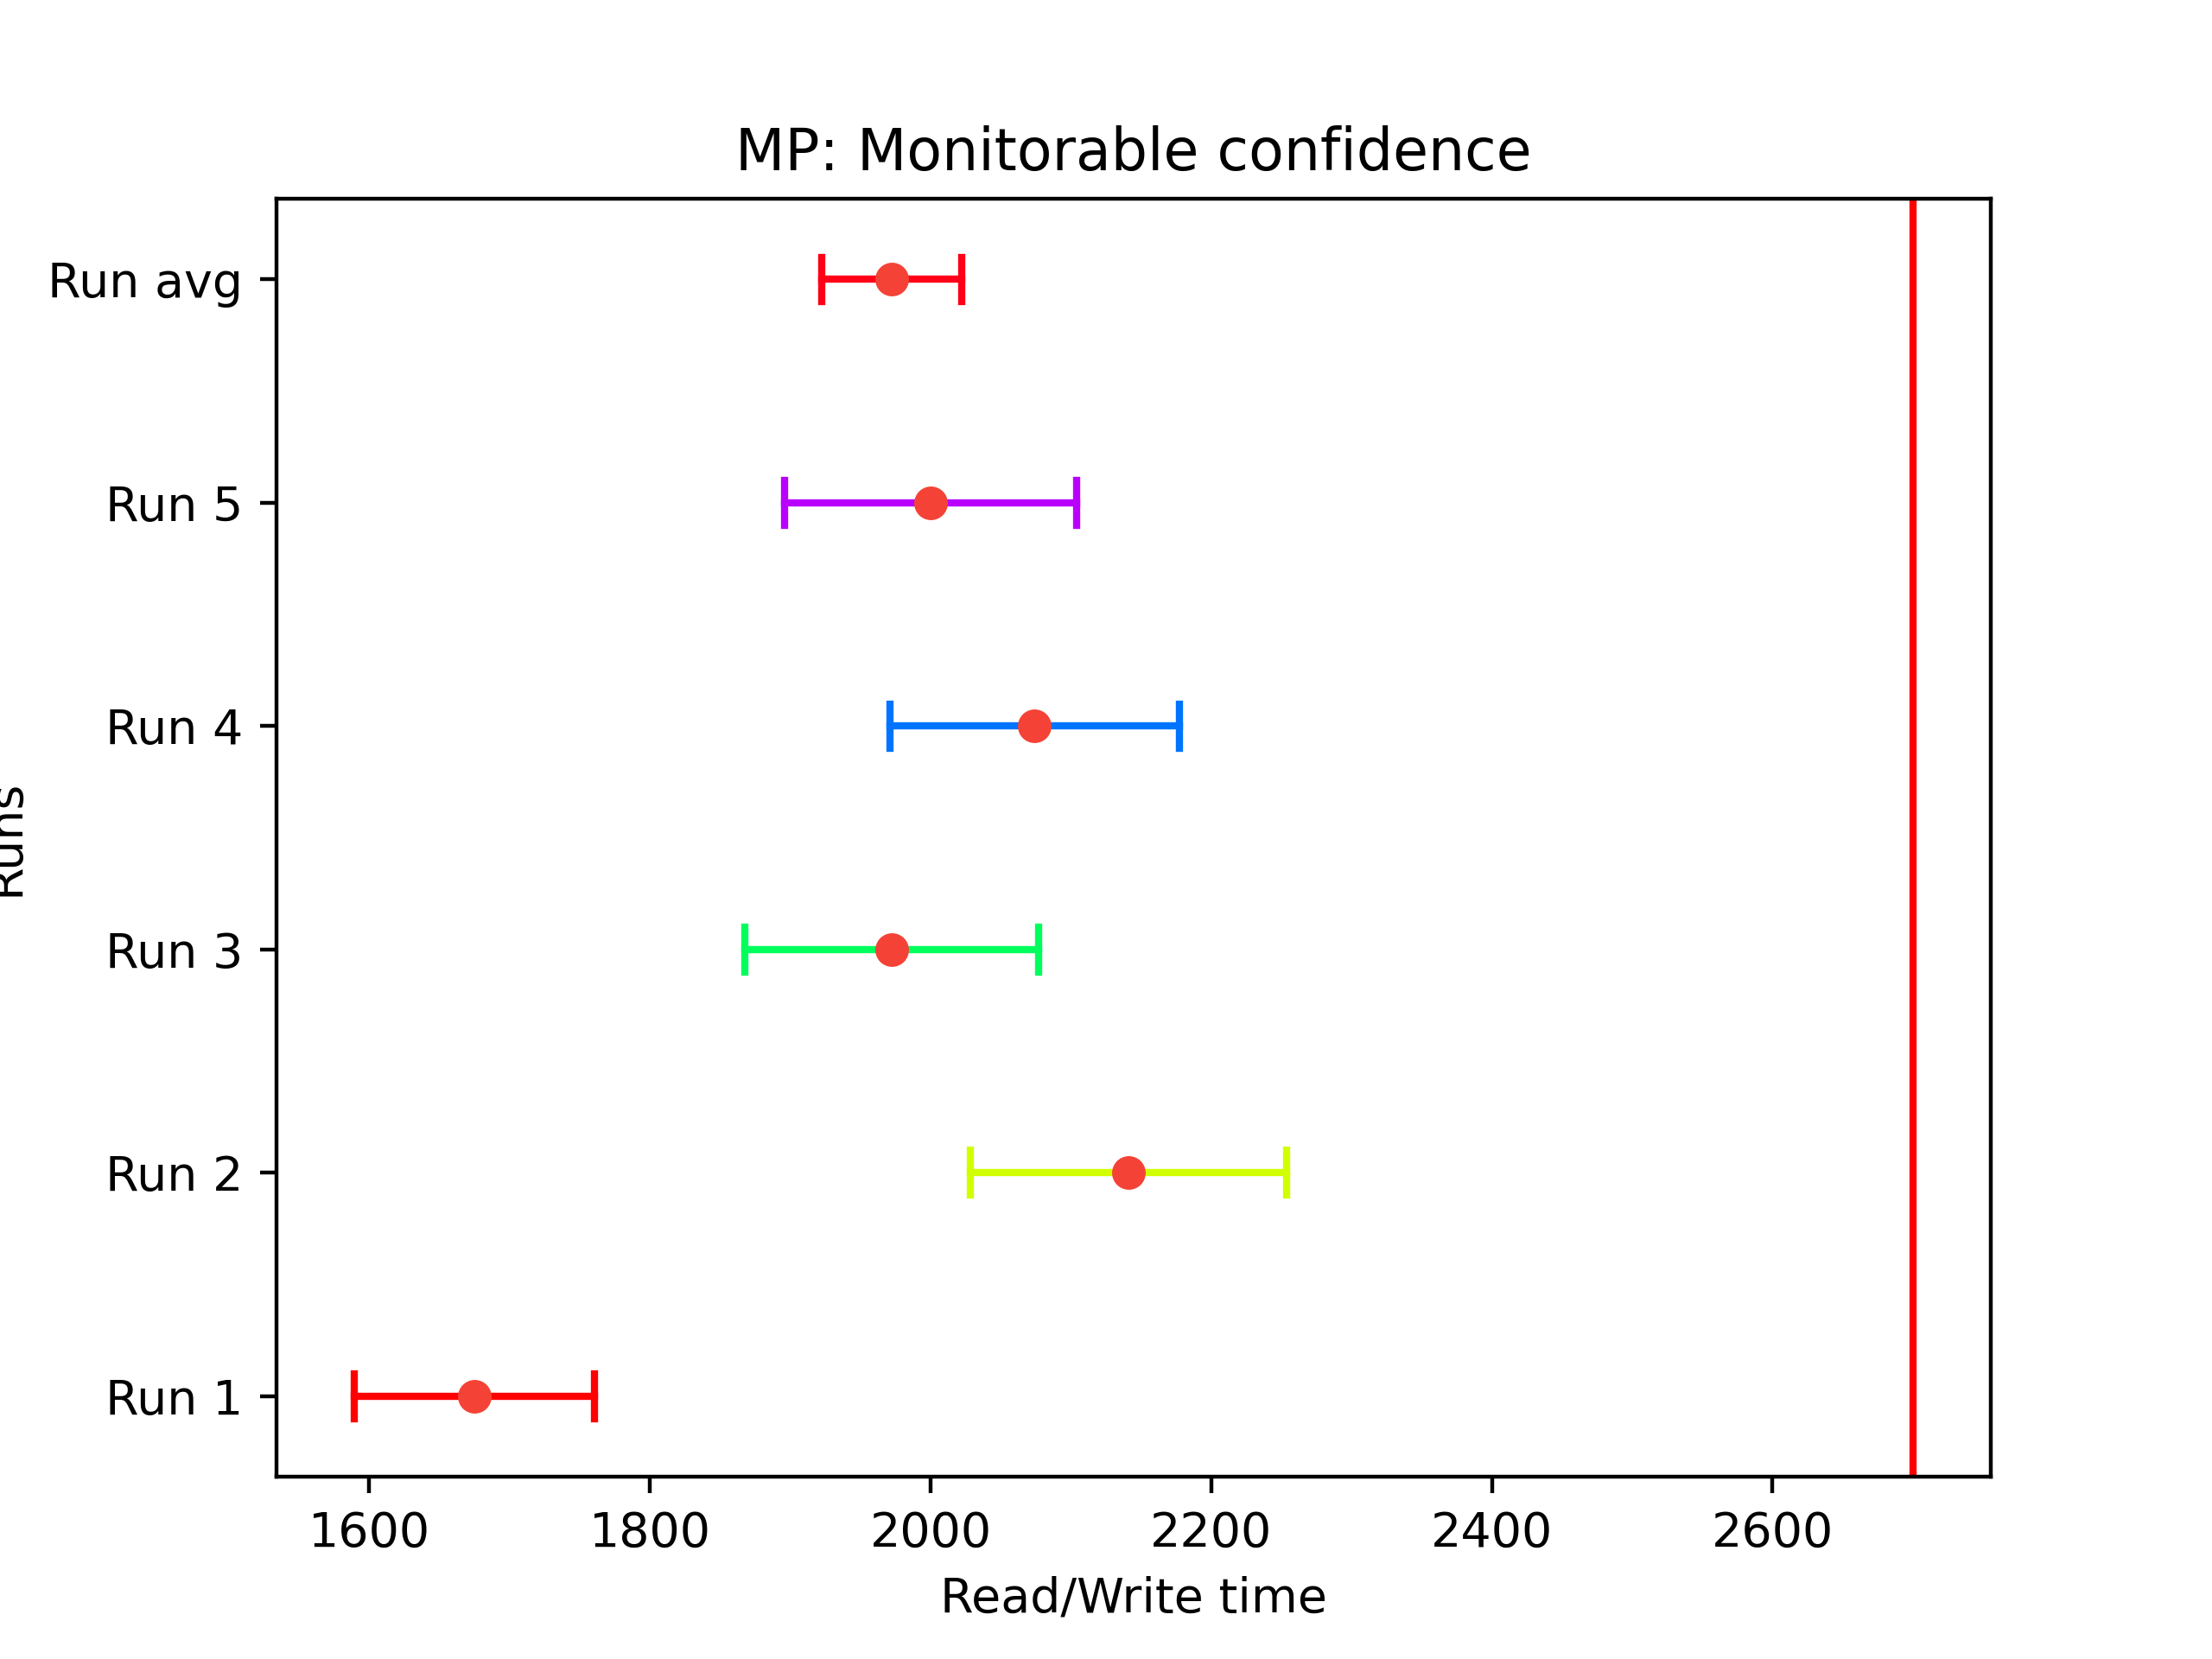 MP: Monitorable confidence
Run avg
Run 5
Run 4
Run 3
Run 2
Run 1
Runs
1600 1800 2000 2200 2400 2600
Read/Write time